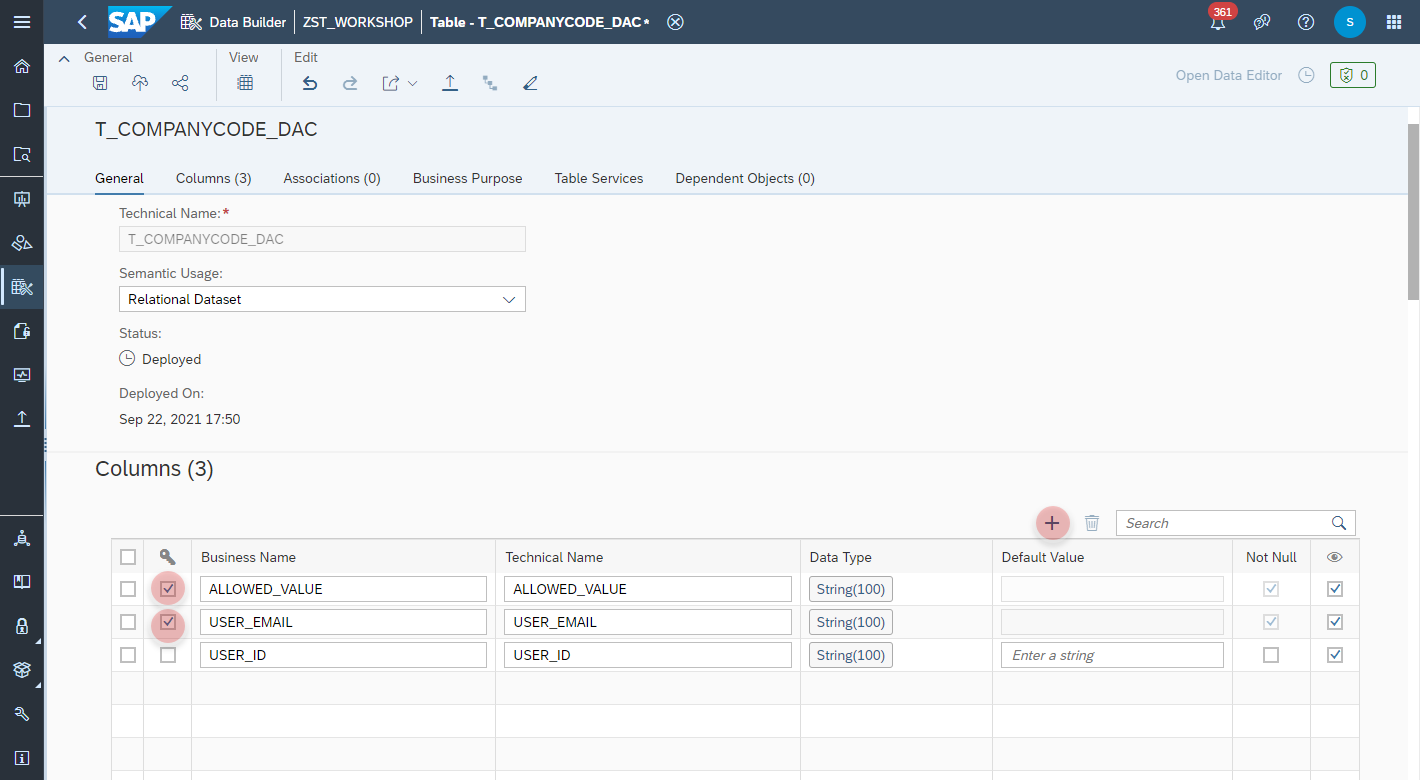 SAP Data Builder ZST_WORKSHOP Table - T_COMPANYCODE_DAC* 361 S
General View Edit
Open Data Editor 0
T_COMPANYCODE_DAC
General Columns (3) Associations (0) Business Purpose Table Services Dependent Objects (0)
Technical Name:*
T_COMPANYCODE_DAC
Semantic Usage:
Relational Dataset
Status:
Deployed
Deployed On:
Sep 22, 2021 17:50
Columns (3)
Search
Business Name Technical Name Data Type Default Value Not Null
ALLOWED_VALUE ALLOWED_VALUE String(100)
USER_EMAIL USER_EMAIL String(100)
USER_ID USER_ID String(100) Enter a string